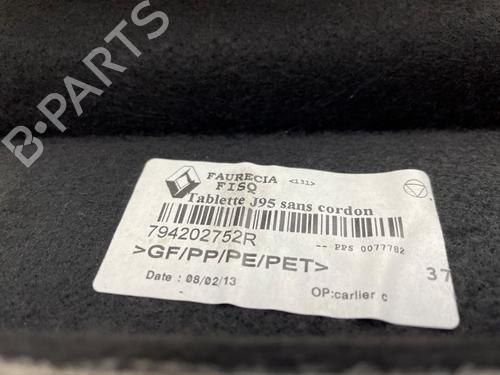 B-PARTS
FAURECIA <131>
FISQ
Tablette J95 sans cordon
794202752R
-- PPS 0077782
>GF/PP/PE/PET>
37
Date : 08/02/13
OP:carlier c